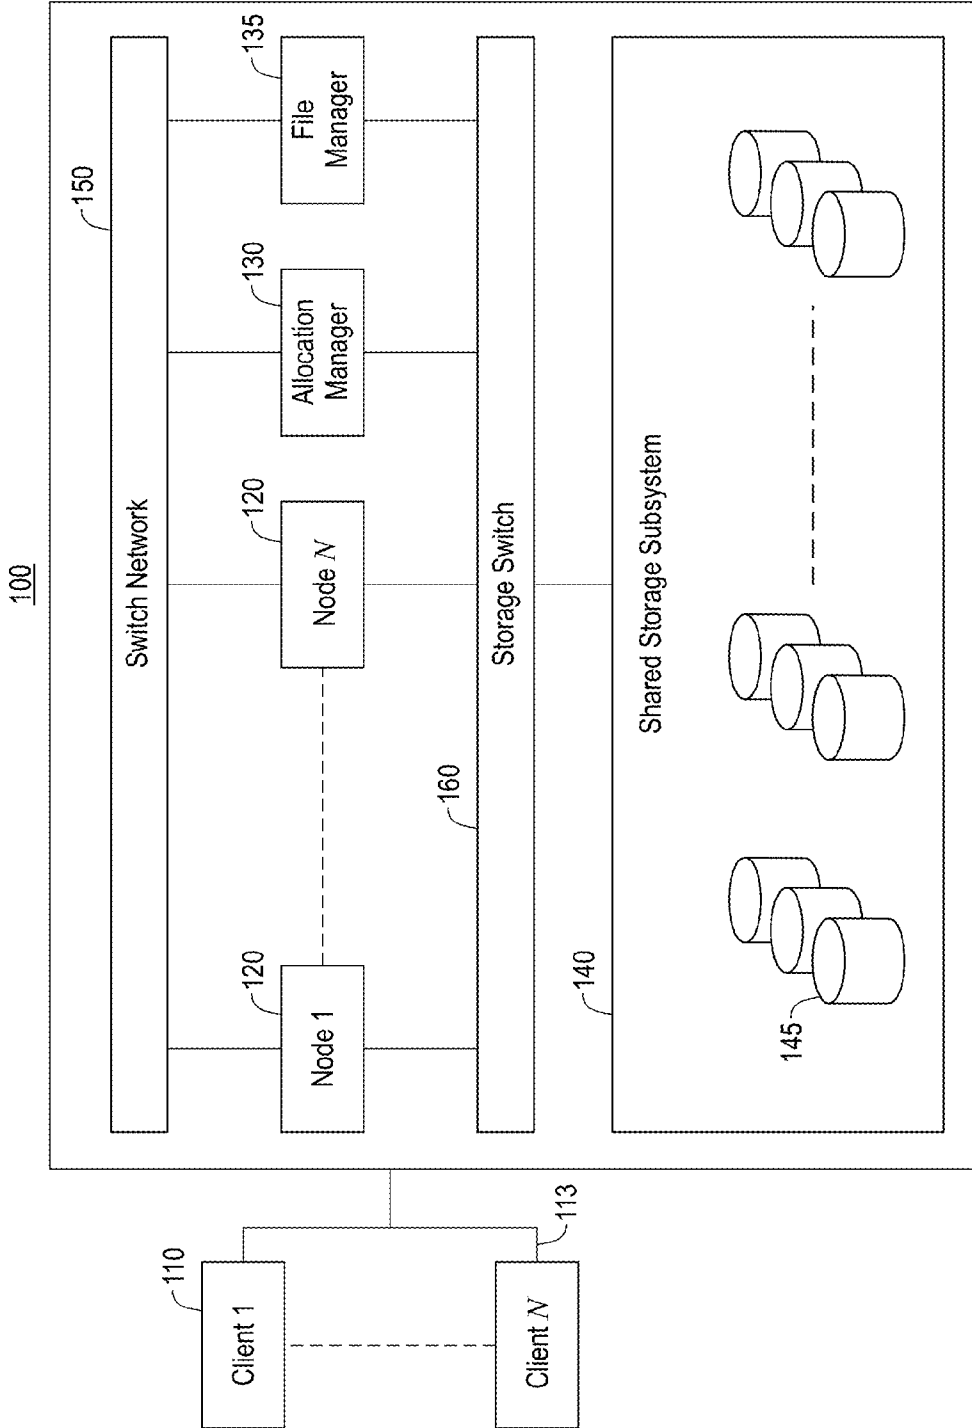 100
Switch Network
150
Client 1
110
Client N
113
Node 1
120
Node N
120
Allocation
Manager
130
File
Manager
135
Storage Switch
160
Shared Storage Subsystem
140
145